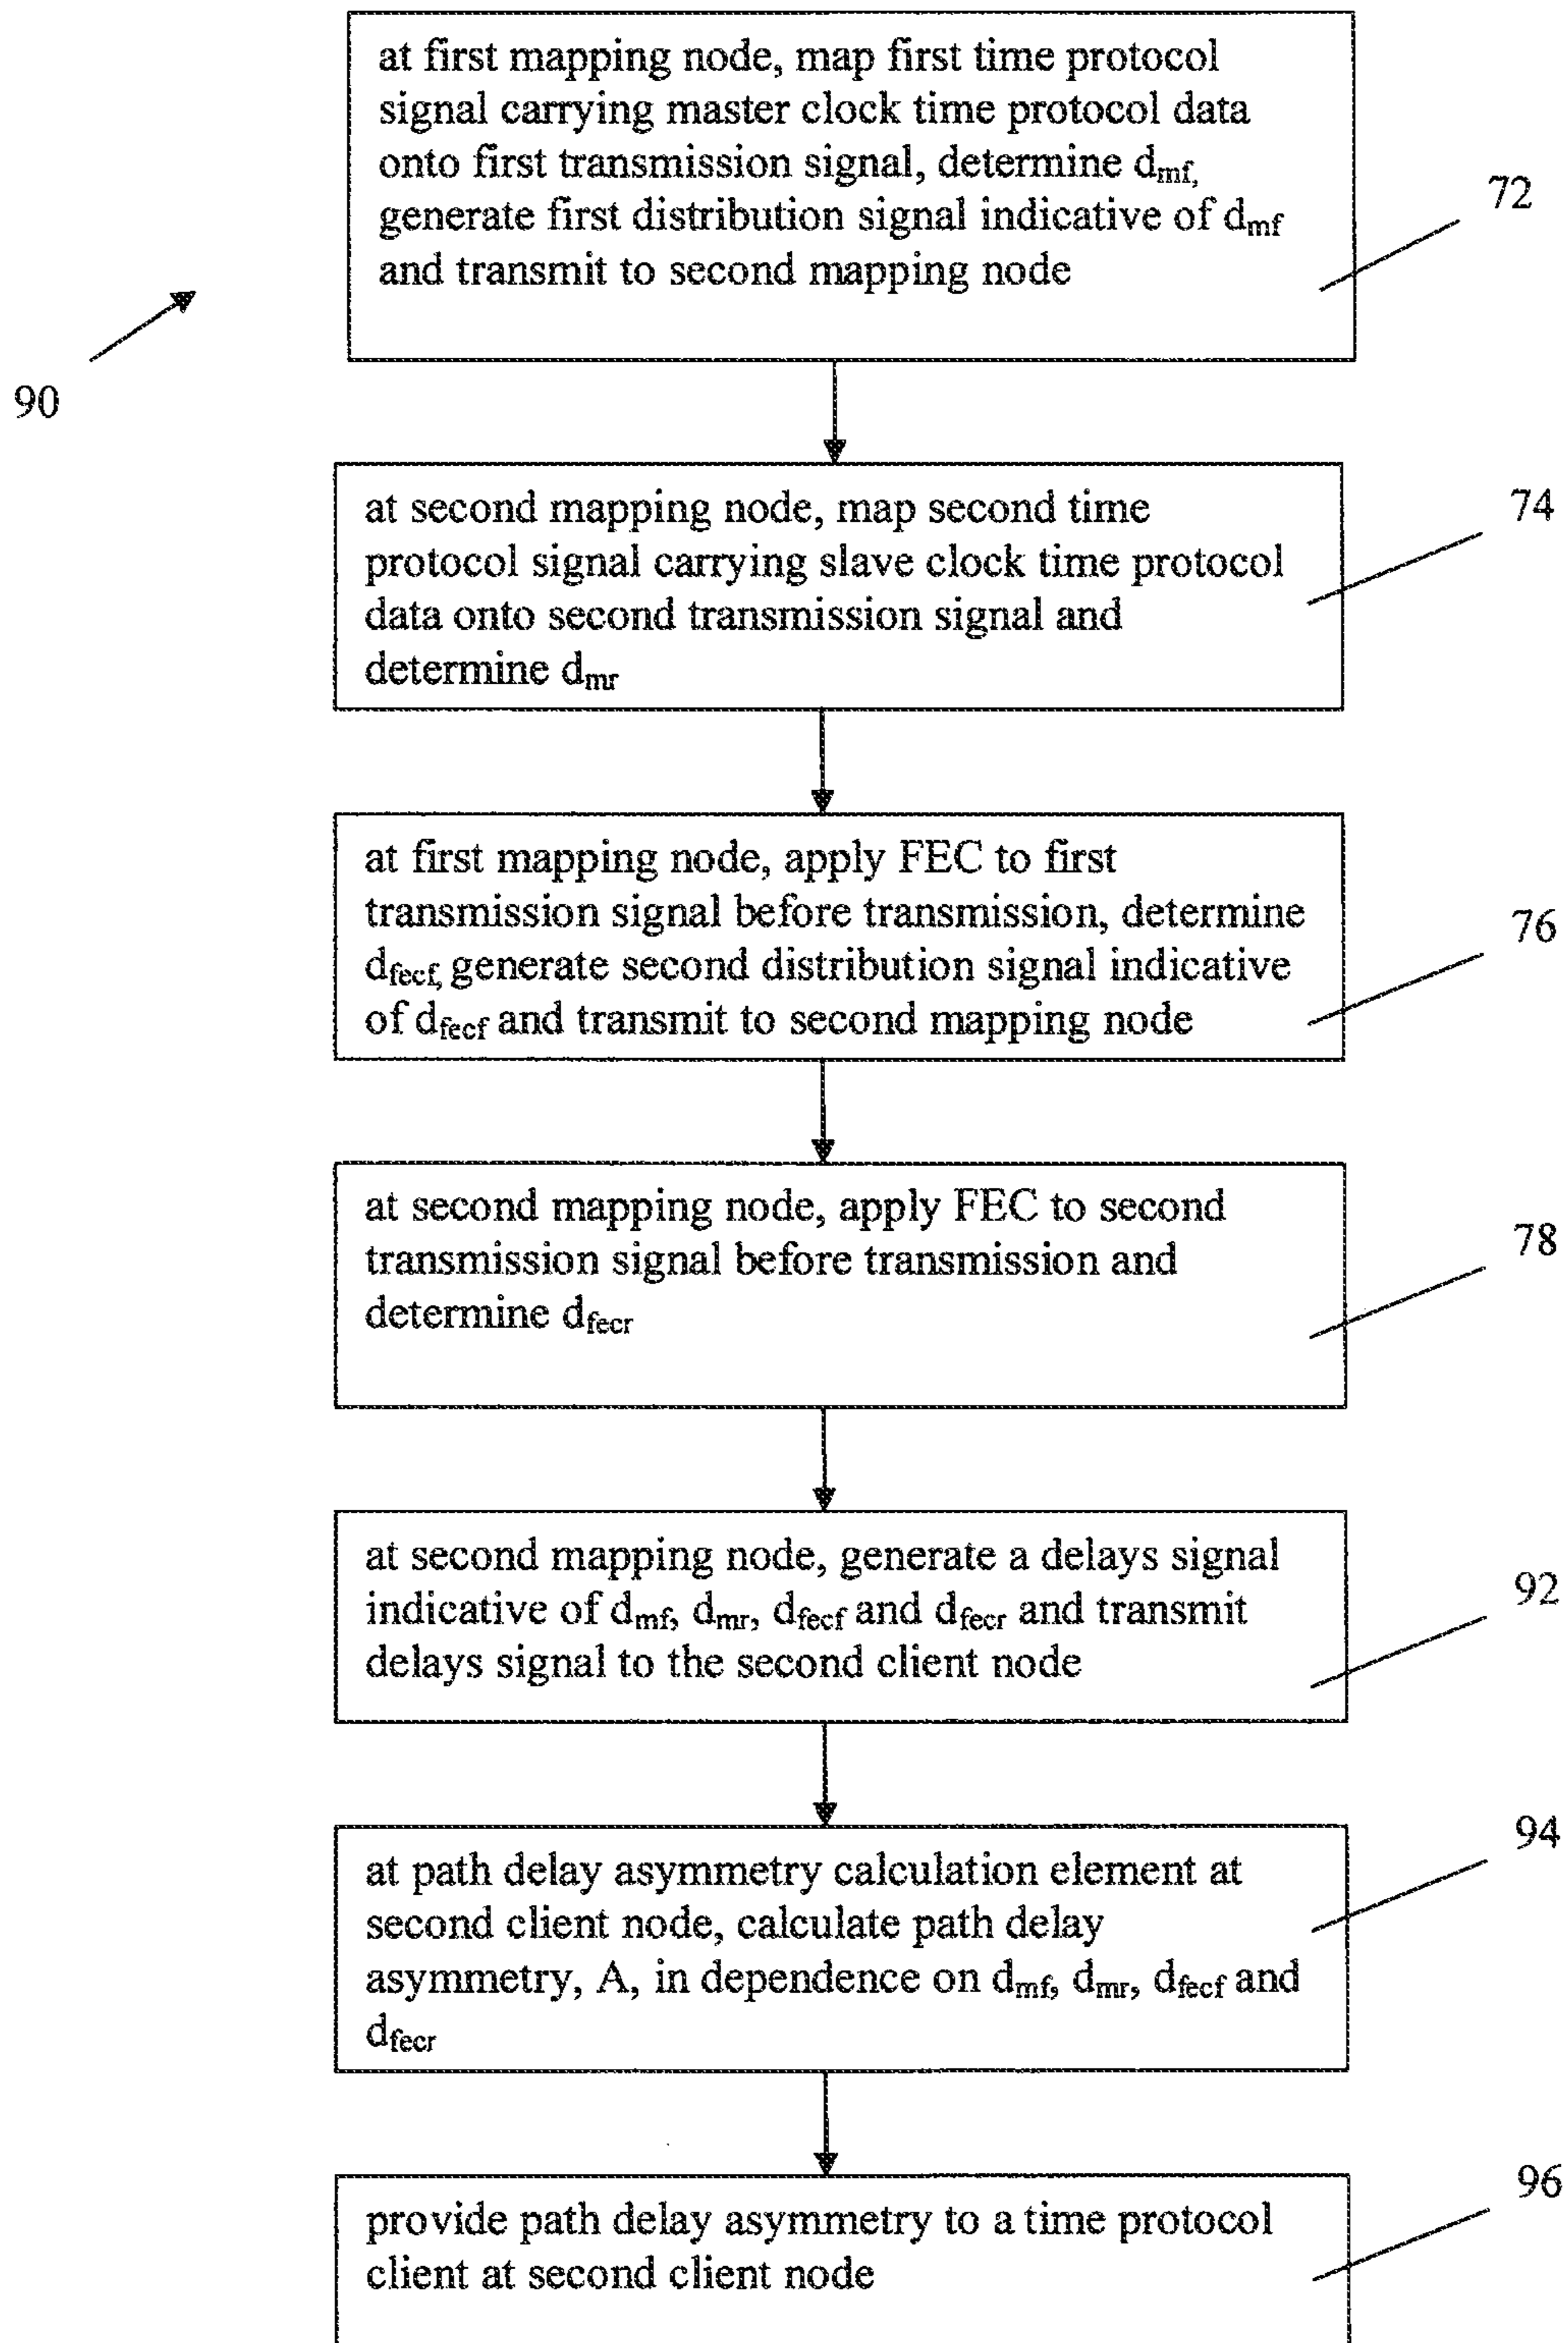 at first mapping node, map first time protocol
signal carrying master clock time protocol data
onto first transmission signal, determine dmf,
generate first distribution signal indicative of dmf
and transmit to second mapping node
72
90
at second mapping node, map second time
protocol signal carrying slave clock time protocol
data onto second transmission signal and
determine dmr
74
at first mapping node, apply FEC to first
transmission signal before transmission, determine
dfecf, generate second distribution signal indicative
of dfecf and transmit to second mapping node
76
at second mapping node, apply FEC to second
transmission signal before transmission and
determine dfecr
78
at second mapping node, generate a delays signal
indicative of dmf, dmr, dfecf and dfecr and transmit
delays signal to the second client node
92
at path delay asymmetry calculation element at
second client node, calculate path delay
asymmetry, A, in dependence on dmf, dmr, dfecf and
dfecr
94
provide path delay asymmetry to a time protocol
client at second client node
96